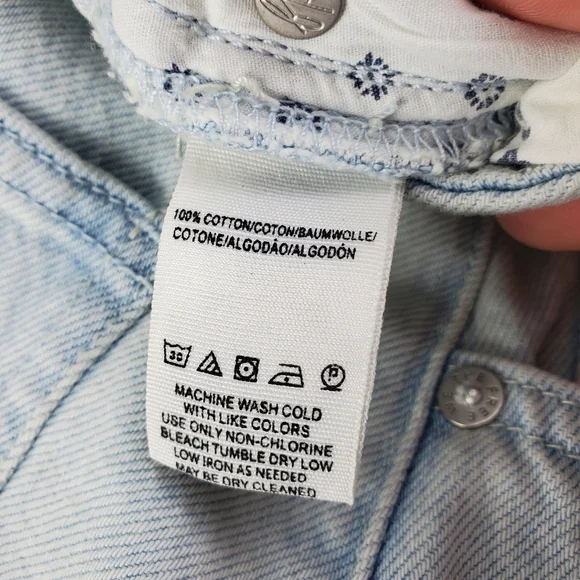 100% COTTON/COTON/BAUMWOLLE/
COTONE/ALGODÃO/ALGODÓN
30
P
MACHINE WASH COLD
WITH LIKE COLORS
USE ONLY NON-CHLORINE
BLEACH TUMBLE DRY LOW
LOW IRON AS NEEDED
MAY BE DRY CLEANED